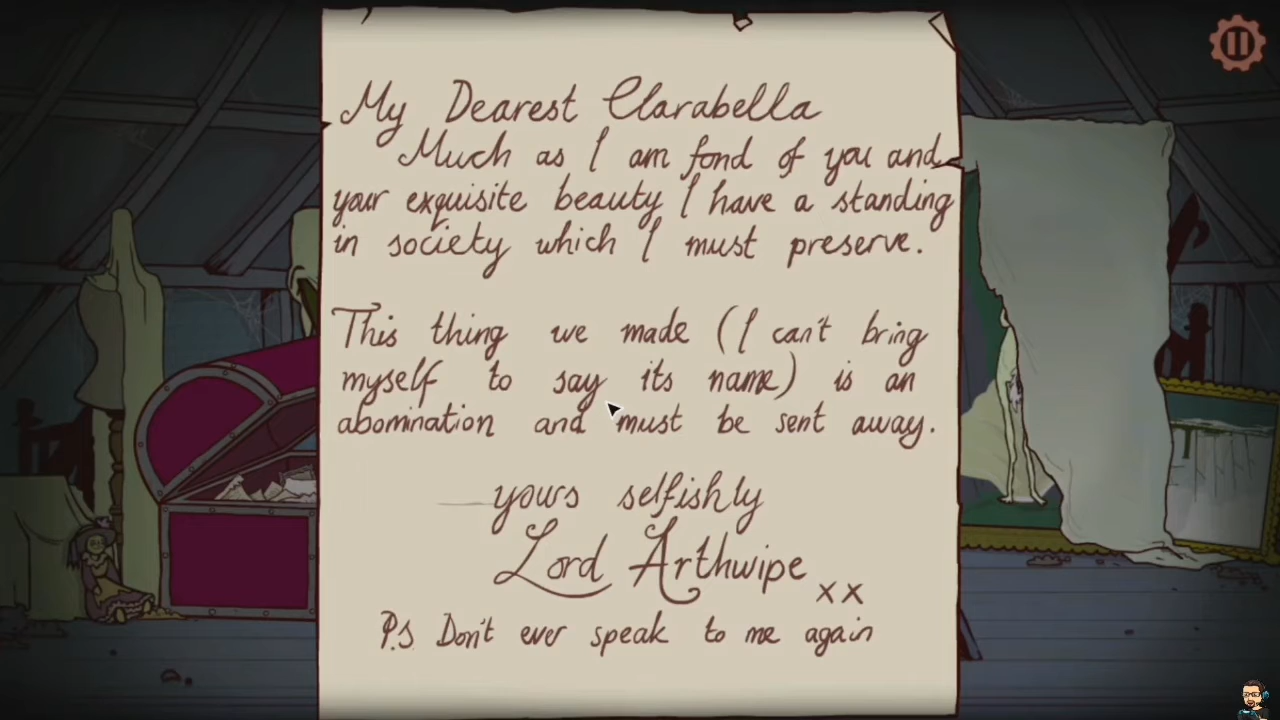 My Dearest Clarabella
Much as I am fond of you and
your exquisite beauty I have a standing
in society which I must preserve.
This thing we made (I can't bring
myself to say its name) is an
abomination and must be sent away.
yours selfishly
Lord Arthwipe
xx
P.S Don't ever speak to me again